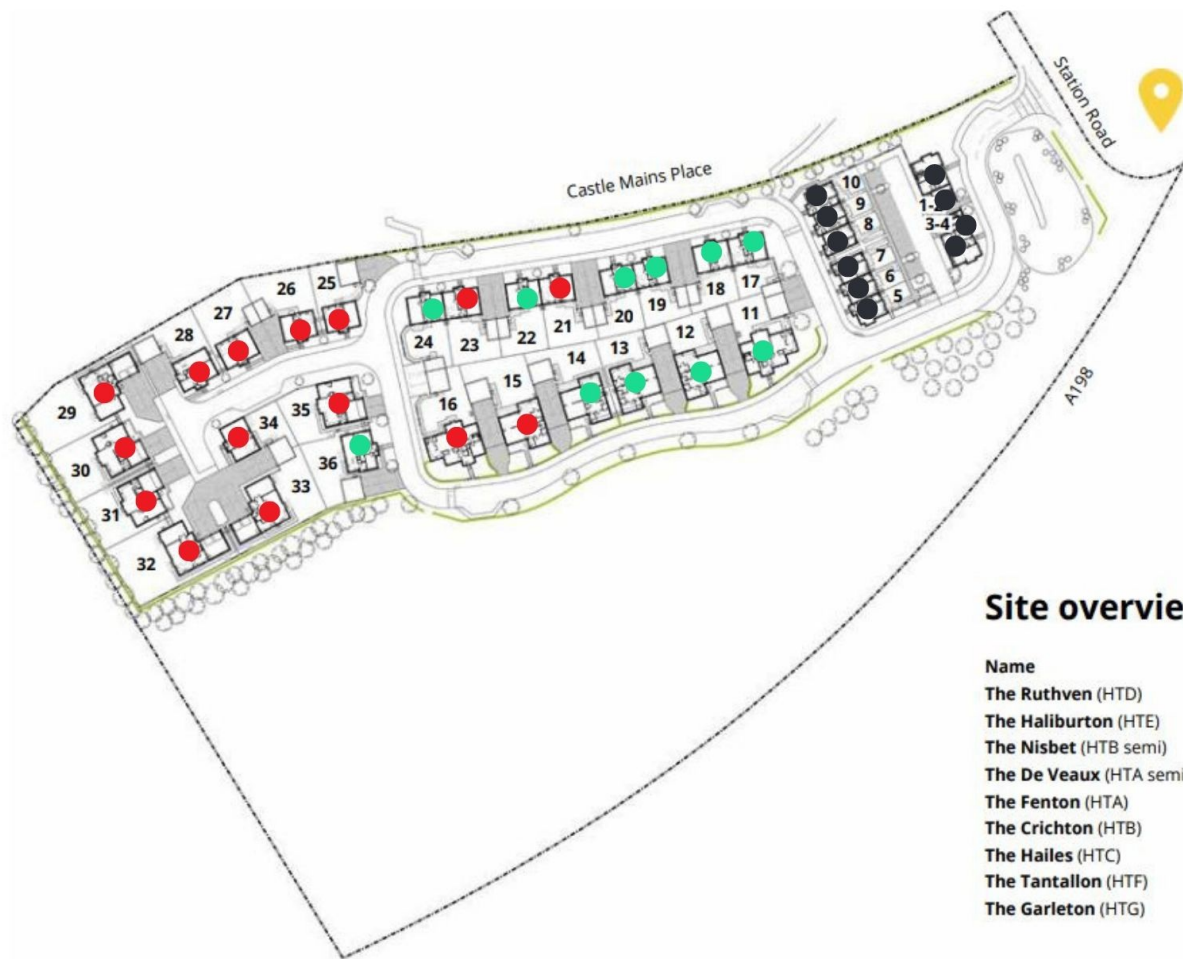 Station Road
Castle Mains Place
10
9
8
7
6
5
3-4
25
26
27
28
29
30
31
32
33
34
35
36
24
23
22
21
20
19
18
17
16
15
14
13
12
11
A198
Site overvie
Name
The Ruthven (HTD)
The Haliburton (HTE)
The Nisbet (HTB semi)
The De Veaux (HTA semi
The Fenton (HTA)
The Crichton (HTB)
The Hailes (HTC)
The Tantallon (HTF)
The Garleton (HTG)